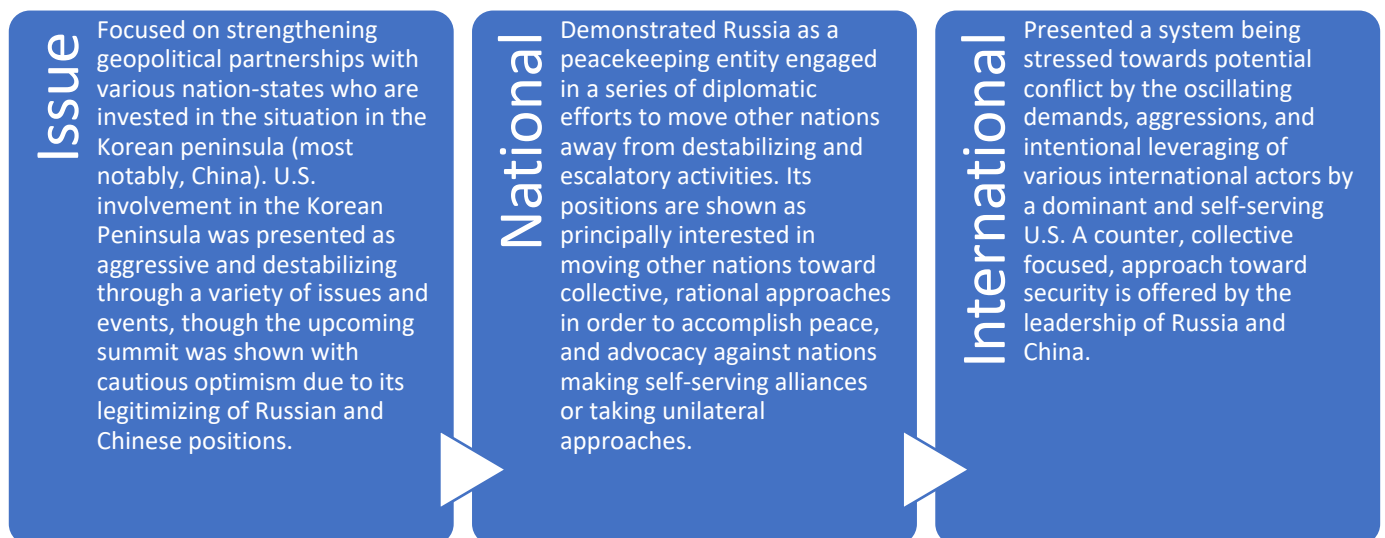 Issue
Focused on strengthening
geopolitical partnerships with
various nation-states who are
invested in the situation in the
Korean peninsula (most
notably, China). U.S.
involvement in the Korean
Peninsula was presented as
aggressive and destabilizing
through a variety of issues and
events, though the upcoming
summit was shown with
cautious optimism due to its
legitimizing of Russian and
Chinese positions.
National
Demonstrated Russia as a
peacekeeping entity engaged
in a series of diplomatic
efforts to move other nations
away from destabilizing and
escalatory activities. Its
positions are shown as
principally interested in
moving other nations toward
collective, rational approaches
in order to accomplish peace,
and advocacy against nations
making self-serving alliances
or taking unilateral
approaches.
International
Presented a system being
stressed towards potential
conflict by the oscillating
demands, aggressions, and
intentional leveraging of
various international actors by
a dominant and self-serving
U.S. A counter, collective
focused, approach toward
security is offered by the
leadership of Russia and
China.